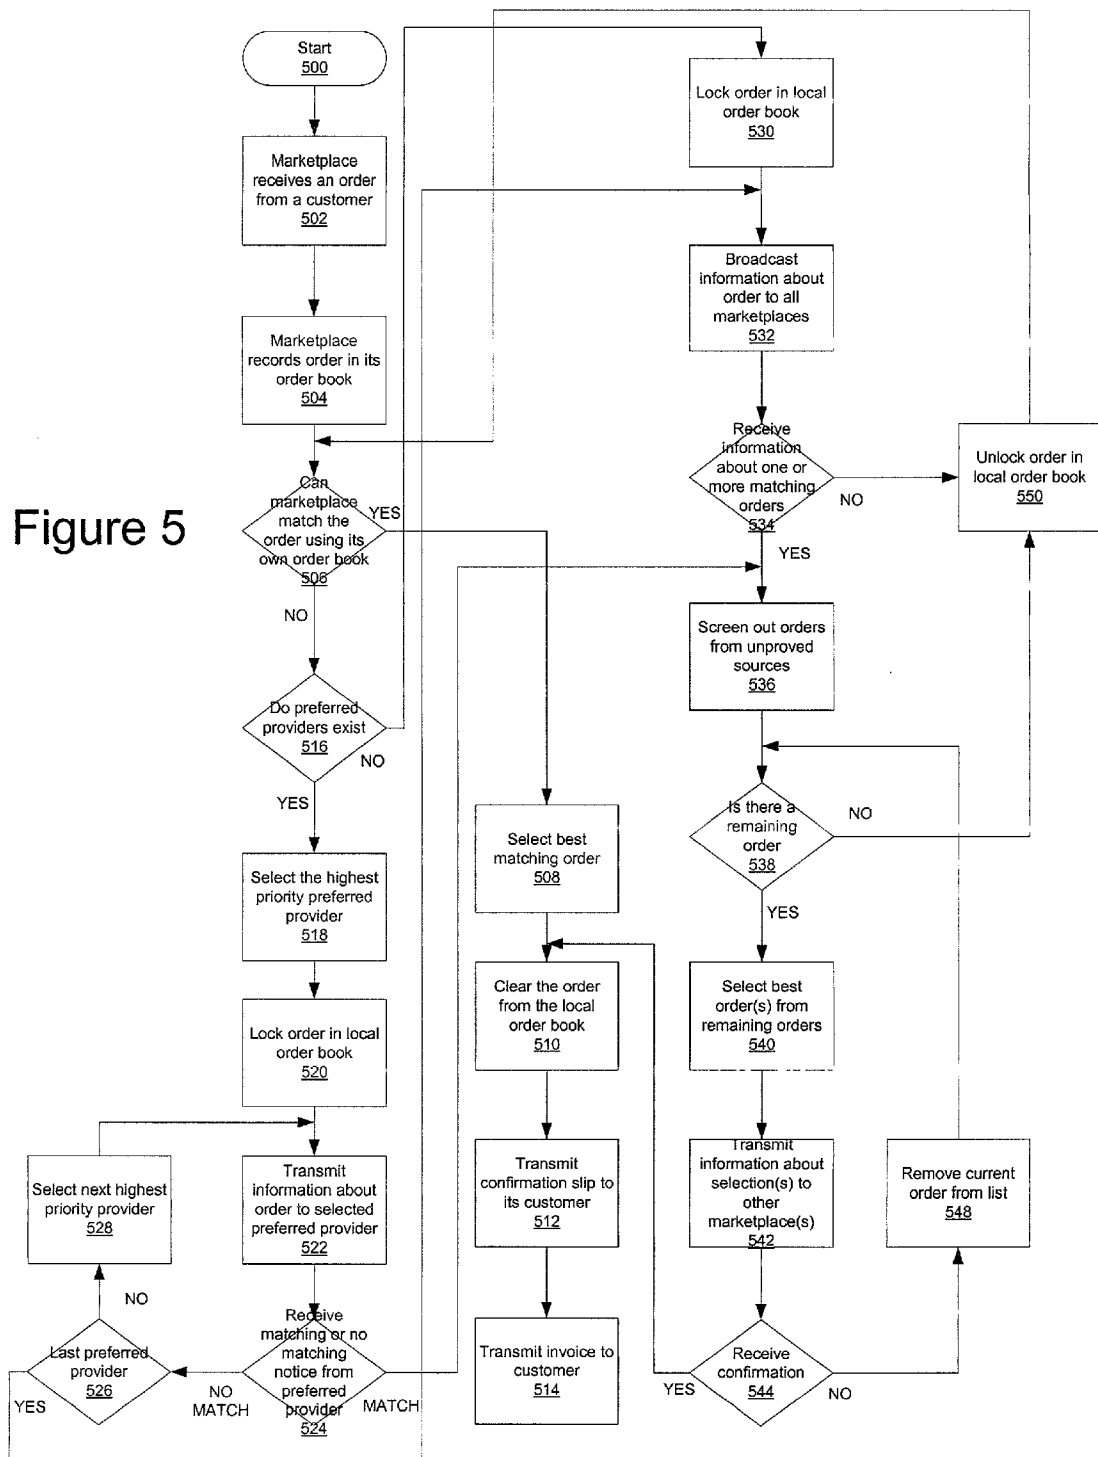 Start
500
Marketplace
receives an order
from a customer
502
Marketplace
records order in its
order book
504
Figure 5
Can
marketplace
match the
order using its
own order book
506
YES
NO
Do preferred
providers exist
516
NO
YES
Select the highest
priority preferred
provider
518
Lock order in local
order book
520
Transmit
information about
order to selected
preferred provider
522
Select next highest
priority provider
528
NO
Last preferred
provider
526
YES
NO
MATCH
Receive
matching or no
matching
notice from
preferred
provider
524
MATCH
Select best
matching order
508
Clear the order
from the local
order book
510
Transmit
confirmation slip to
its customer
512
Transmit invoice to
customer
514
Lock order in local
order book
530
Broadcast
information about
order to all
marketplaces
532
Receive
information
about one or
more matching
orders
534
NO
YES
Unlock order in
local order book
550
Screen out orders
from unproved
sources
536
Is there a
remaining
order
538
NO
YES
Select best
order(s) from
remaining orders
540
Transmit
information about
selection(s) to
other
marketplace(s)
542
Remove current
order from list
548
Receive
confirmation
544
YES
NO